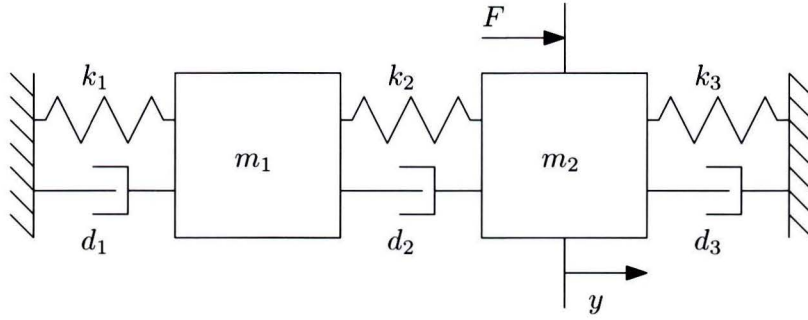 F
k₁ k₂ k₃
m₁ m₂
d₁ d₂ d₃
y